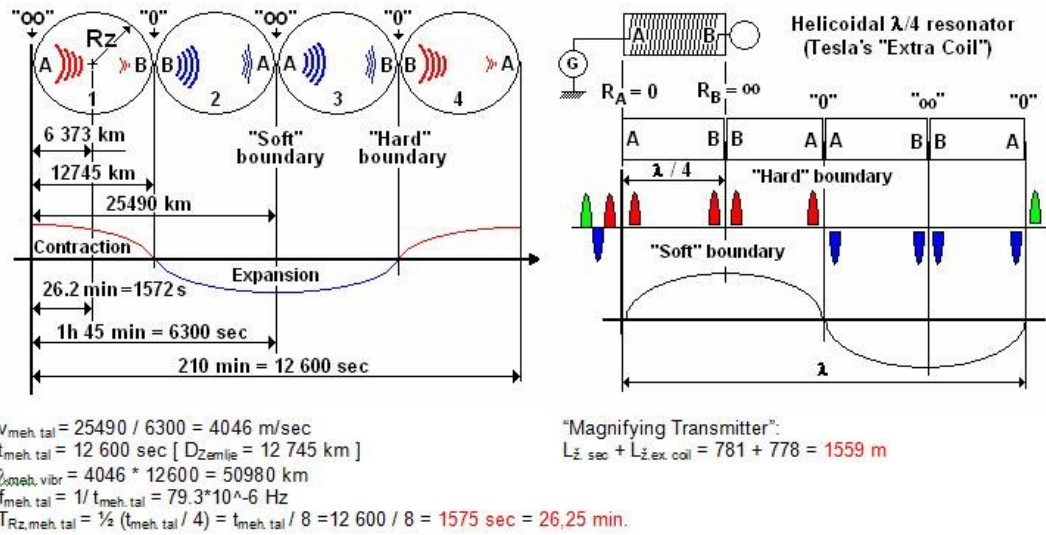 "oo" "0" "oo" "0"
Rz
A B B A A B B A
1 2 3 4
6 373 km
"Soft" boundary
"Hard" boundary
12745 km
25490 km
Contraction
Expansion
26.2 min =1572 s
1h 45 min = 6300 sec
210 min = 12 600 sec
Helicoidal λ/4 resonator
(Tesla's "Extra Coil")
A B
G
R_A = 0 R_B = ∞ "0" "oo" "0"
A B B A A B B A
λ / 4
"Hard" boundary
"Soft" boundary
λ
v_meh. tal = 25490 / 6300 = 4046 m/sec
t_meh. tal = 12 600 sec [ D_Zemlje = 12 745 km ]
λ_meh. vibr = 4046 * 12600 = 50980 km
f_meh. tal = 1/ t_meh. tal = 79.3*10^-6 Hz
T_Rz,meh. tal = ½ (t_meh. tal / 4) = t_meh. tal / 8 =12 600 / 8 = 1575 sec = 26,25 min.
“Magnifying Transmitter”:
L_ž. sec + L_ž.ex. coil = 781 + 778 = 1559 m